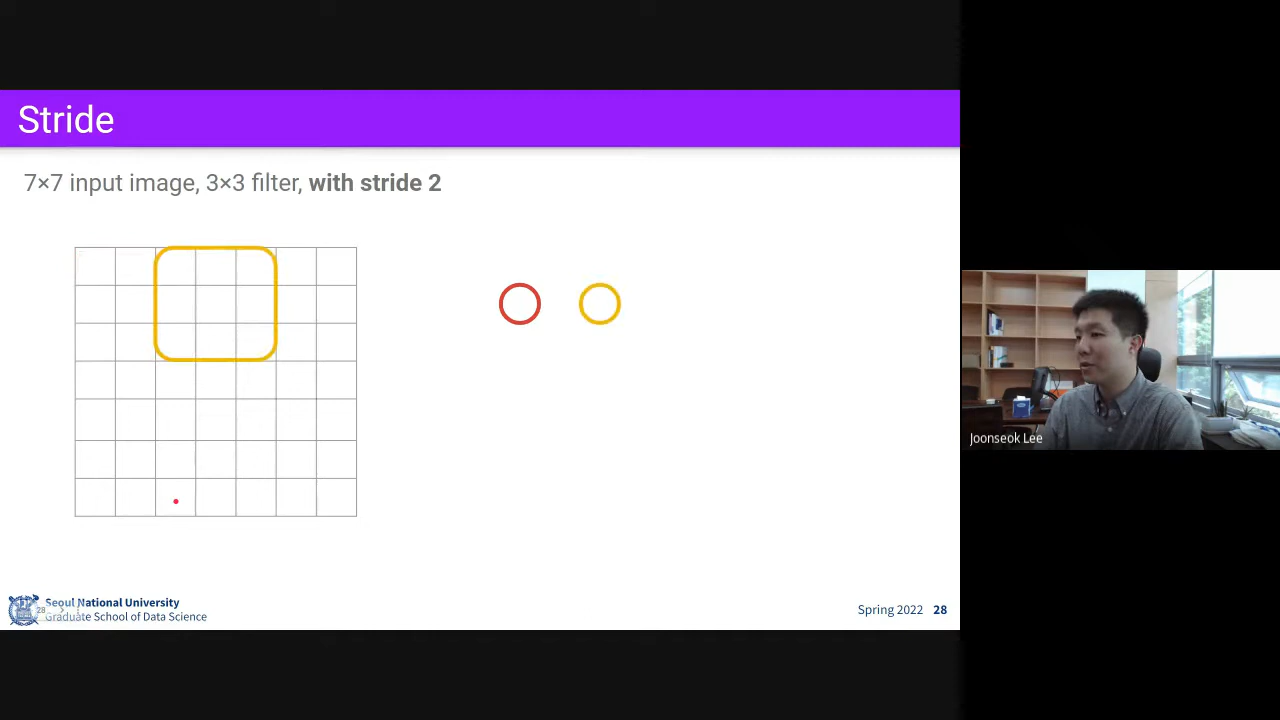 Stride
7×7 input image, 3×3 filter, with stride 2
Joonseok Lee
28
Seoul National University
Graduate School of Data Science
Spring 2022 28